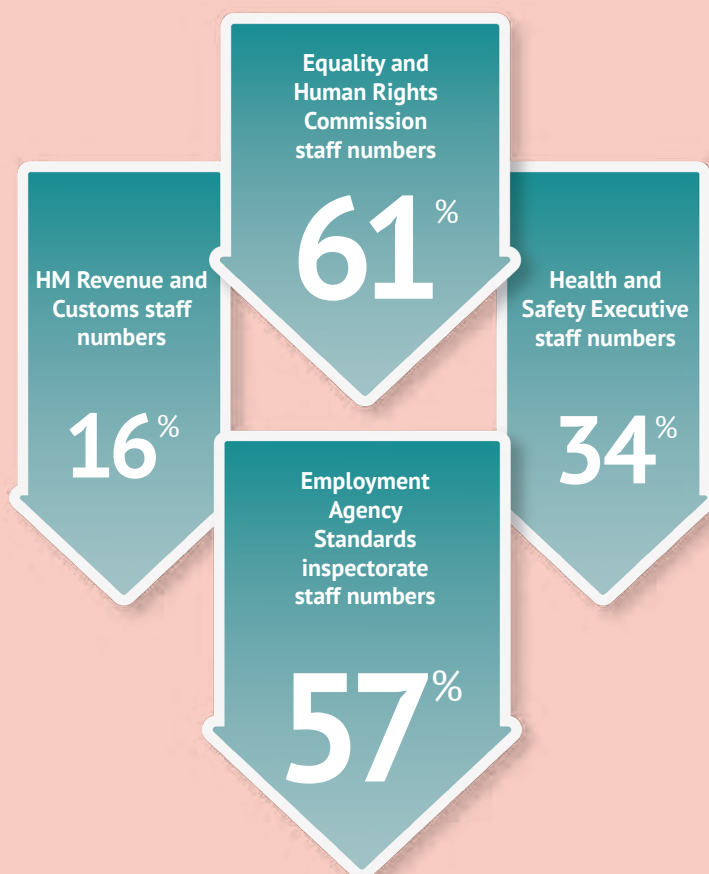 Equality and
Human Rights
Commission
staff numbers
61%
HM Revenue and
Customs staff
numbers
16%
Health and
Safety Executive
staff numbers
34%
Employment
Agency
Standards
inspectorate
staff numbers
57%